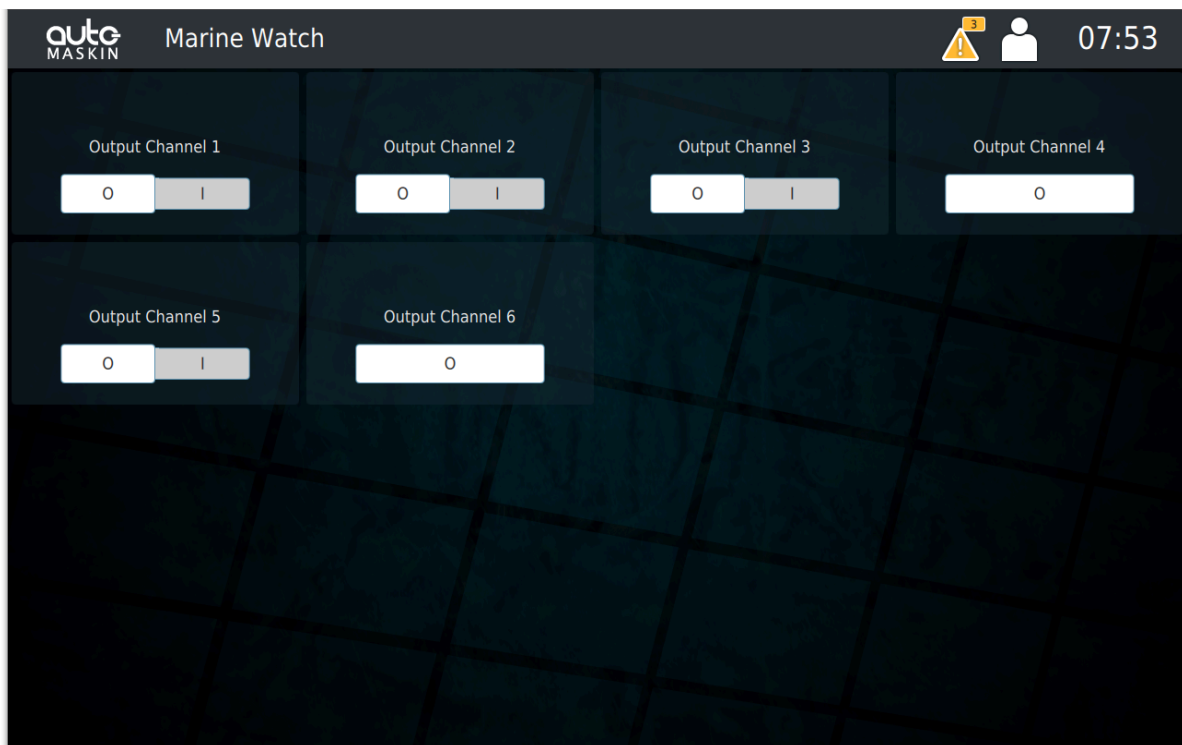 auto
MASKIN
Marine Watch
3
07:53
Output Channel 1
Output Channel 2
Output Channel 3
Output Channel 4
O I
O I
O I
O
Output Channel 5
Output Channel 6
O I
O